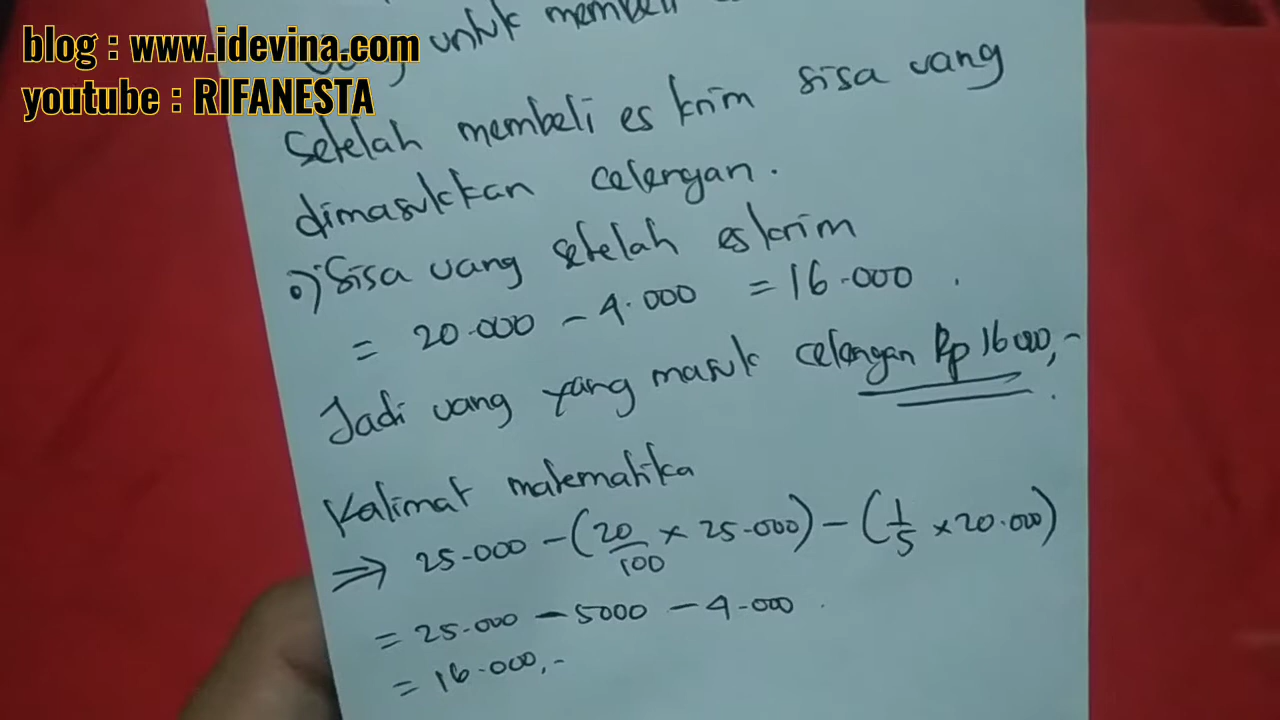 blog : www.idevina.com
youtube : RIFANESTA
untuk membeli
Setelah membeli es krim sisa uang
dimasukkan celengan.
Sisa uang setelah es krim
= 20.000 - 4.000 = 16.000
Jadi uang yang masuk celengan Rp 16000,-
Kalimat matematika
⇒ 25.000 - (20/100 × 25.000) - (1/5 × 20.000)
= 25.000 - 5000 - 4.000
= 16.000,-